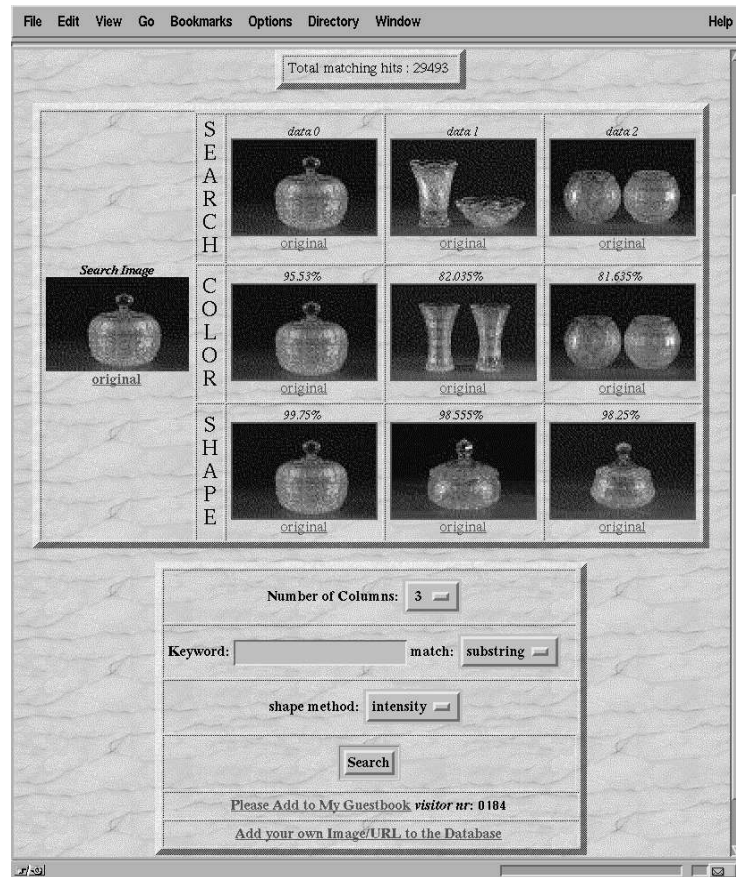 File Edit View Go Bookmarks Options Directory Window Help
Total matching hits : 29493
Search Image
original
SEARCH
data 0 data 1 data 2
original original original
COLOR
95.53% 82.035% 81.635%
original original original
SHAPE
99.75% 98.555% 98.25%
original original original
Number of Columns: 3
Keyword: match: substring
shape method: intensity
Search
Please Add to My Guestbook visitor nr: 0184
Add your own Image/URL to the Database